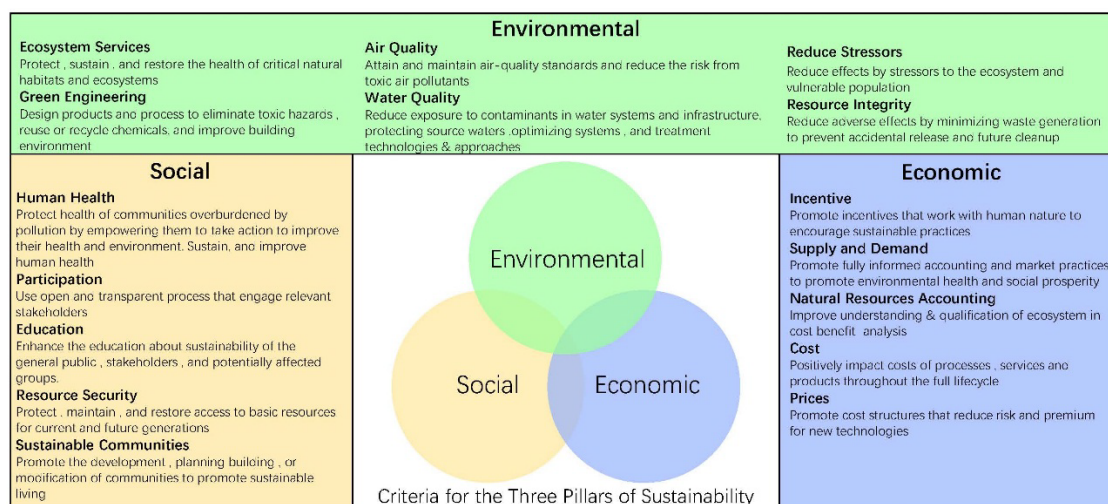 Environmental
Ecosystem Services
Protect , sustain . and restore the health of critical natural
habitats and ecosystems
Green Engineering
Design products and process to eliminate toxic hazards ,
reuse or recycle chemicals, and improve building
environment
Air Quality
Attain and maintain air-quality standards and reduce the risk from
toxic air pollutants
Water Quality
Reduce exposure to contaminants in water systems and infrastructure,
protecting source waters ,optimizing systems , and treatment
technologies & approaches
Reduce Stressors
Reduce effects by stressors to the ecosystem and
vulnerable population
Resource Integrity
Reduce adverse effects by minimizing waste generation
to prevent accidental release and future cleanup
Social
Human Health
Protect health of communities overburdened by
pollution by empowering them to take action to improve
their health and environment. Sustain, and improve
human health
Participation
Use open and transparent process that engage relevant
stakeholders
Education
Enhance the education about sustainability of the
general public , stakeholders , and potentially affected
groups.
Resource Security
Protect , maintain , and restore access to basic resources
for current and future generations
Sustainable Communities
Promote the development , planning building , or
modification of communities to promote sustainable
living
Environmental
Social
Economic
Criteria for the Three Pillars of Sustainability
Economic
Incentive
Promote incentives that work with human nature to
encourage sustainable practices
Supply and Demand
Promote fully informed accounting and market practices
to promote environmental health and social prosperity
Natural Resources Accounting
Improve understanding & qualification of ecosystem in
cost benefit analysis
Cost
Positively impact costs of processes , services and
products throughout the full lifecycle
Prices
Promote cost structures that reduce risk and premium
for new technologies